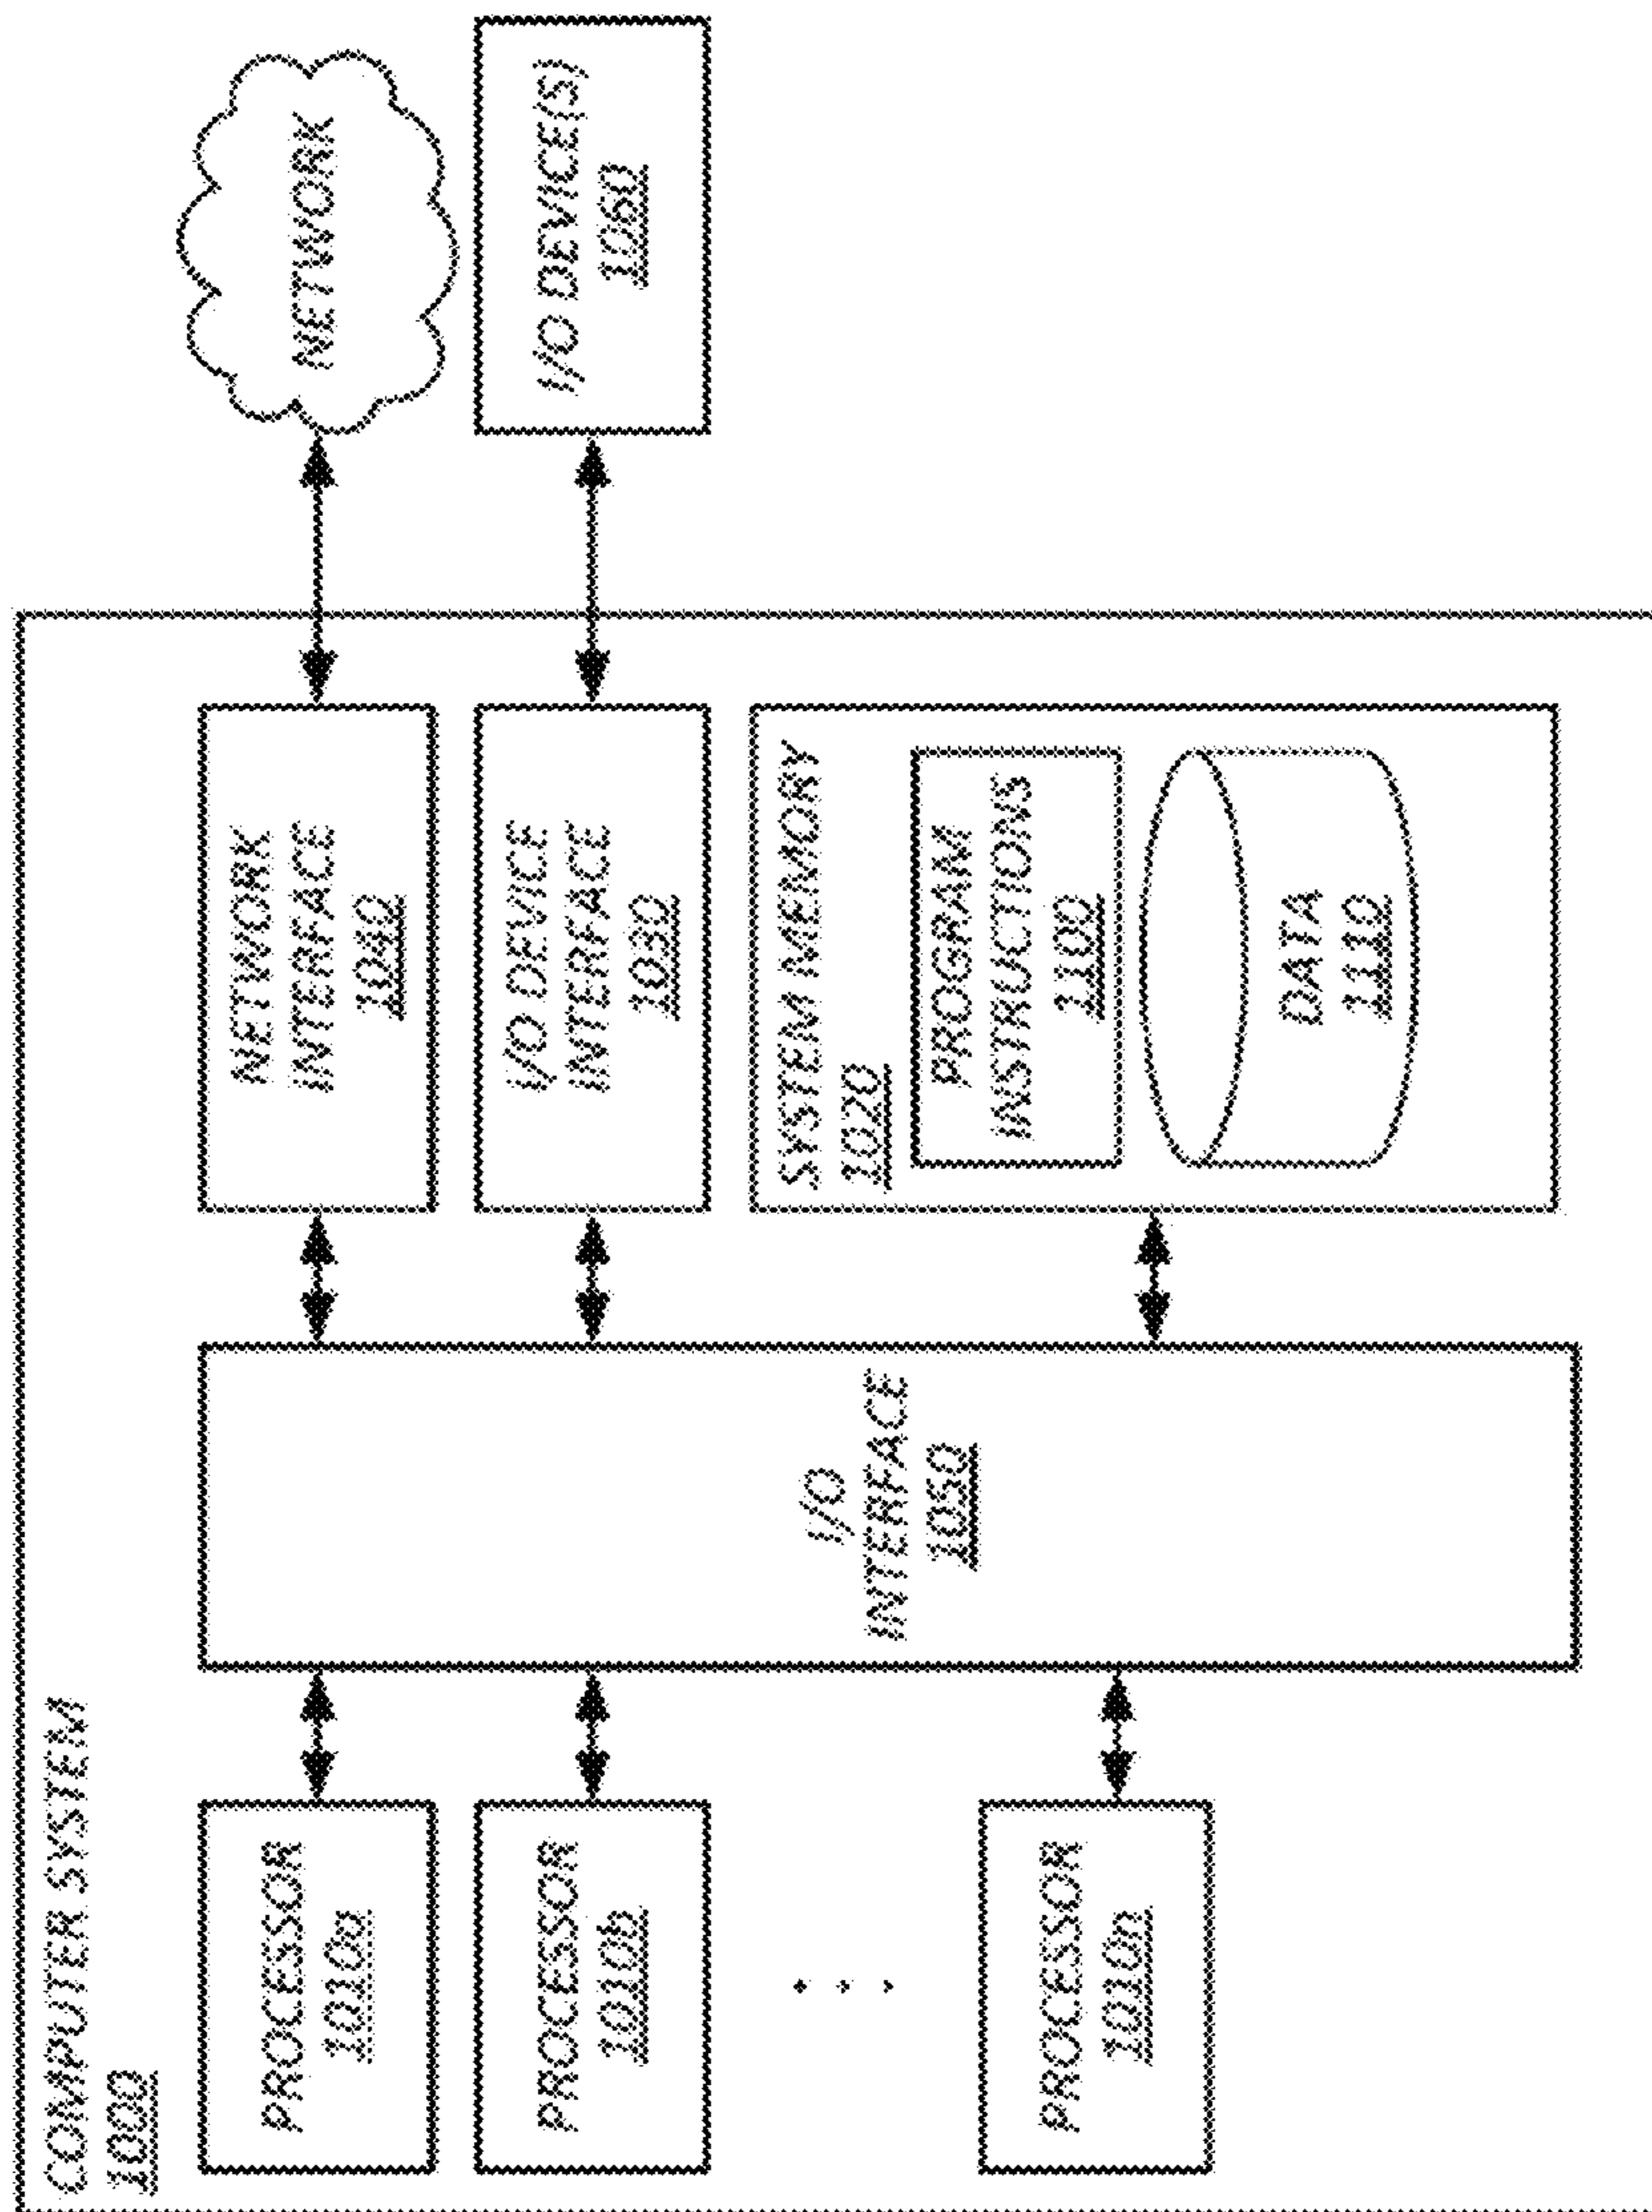 COMPUTER SYSTEM
1000
PROCESSOR
1010a
PROCESSOR
1010b
. . .
PROCESSOR
1010n
I/O
INTERFACE
1050
NETWORK
INTERFACE
1040
I/O DEVICE
INTERFACE
1030
SYSTEM MEMORY
1020
PROGRAM
INSTRUCTIONS
1100
DATA
1110
NETWORK
I/O DEVICE(S)
1060